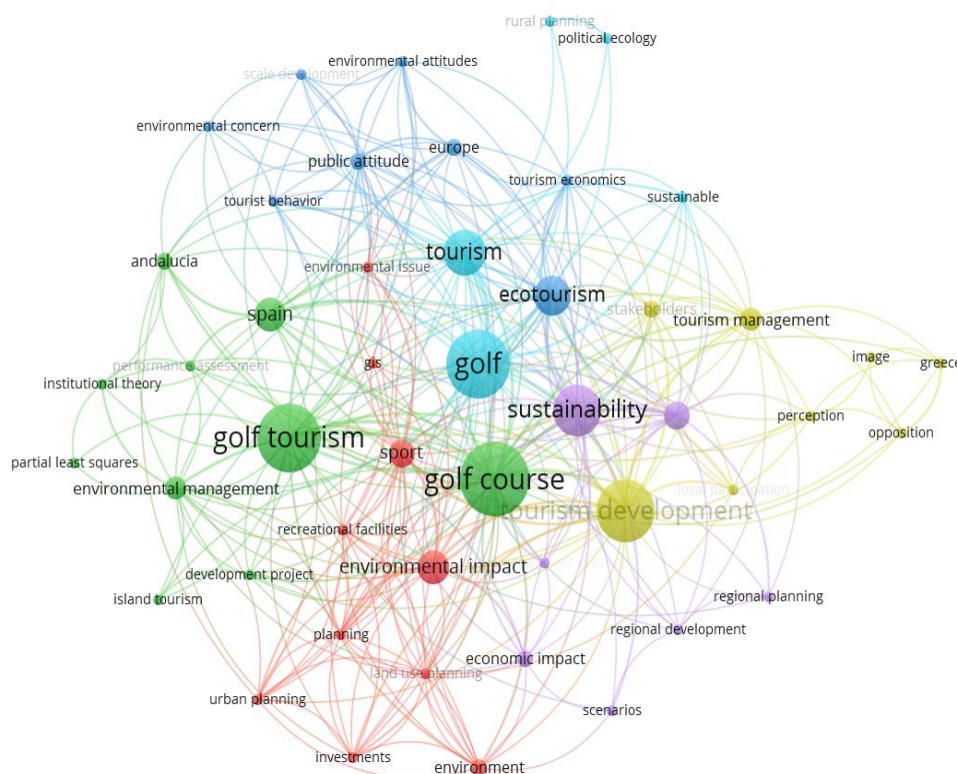 rural planning
political ecology
environmental attitudes
scale development
environmental concern
europe
public attitude
tourism economics
sustainable
tourist behavior
tourism
andalucia
environmental issue
ecotourism
spain
stakeholders
tourism management
image
greece
gis
golf
performance assessment
institutional theory
sustainability
perception
opposition
golf tourism
sport
partial least squares
golf course
environmental management
local participation
tourism development
recreational facilities
environmental impact
development project
island tourism
regional planning
planning
regional development
economic impact
land use planning
urban planning
scenarios
investments
environment